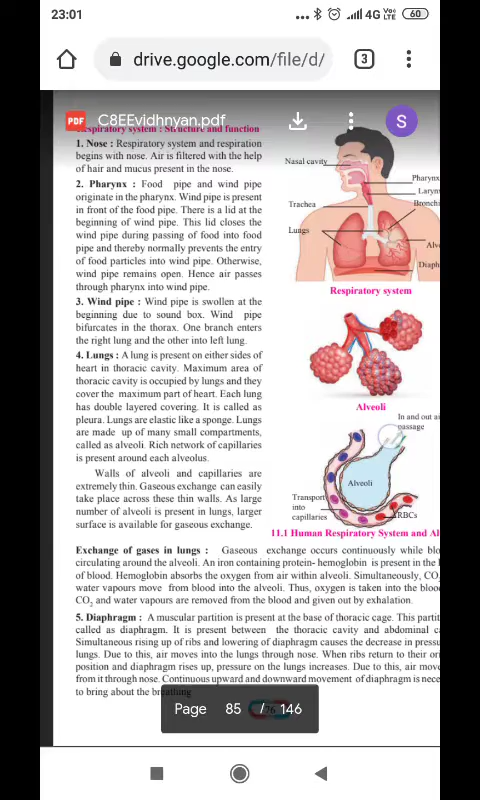 23:01
4G VoLTE 60
drive.google.com/file/d/
3
PDF C8EEvidhnyan.pdf
S
Respiratory system : Structure and function
1. Nose : Respiratory system and respiration
begins with nose. Air is filtered with the help
of hair and mucus present in the nose.
2. Pharynx : Food pipe and wind pipe
originate in the pharynx. Wind pipe is present
in front of the food pipe. There is a lid at the
beginning of wind pipe. This lid closes the
wind pipe during passing of food into food
pipe and thereby normally prevents the entry
of food particles into wind pipe. Otherwise,
wind pipe remains open. Hence air passes
through pharynx into wind pipe.
3. Wind pipe : Wind pipe is swollen at the
beginning due to sound box. Wind pipe
bifurcates in the thorax. One branch enters
the right lung and the other into left lung.
4. Lungs : A lung is present on either sides of
heart in thoracic cavity. Maximum area of
thoracic cavity is occupied by lungs and they
cover the maximum part of heart. Each lung
has double layered covering. It is called as
pleura. Lungs are elastic like a sponge. Lungs
are made up of many small compartments,
called as alveoli. Rich network of capillaries
is present around each alveolus.
Walls of alveoli and capillaries are
extremely thin. Gaseous exchange can easily
take place across these thin walls. As large
number of alveoli is present in lungs, larger
surface is available for gaseous exchange.
Nasal cavity
Pharynx
Laryn
Bronch
Trachea
Lungs
Alv
Diaph
Respiratory system
Alveoli
In and out ai
passage
Alveoli
Transport
into
capillaries
RBCs
11.1 Human Respiratory System and Al
Exchange of gases in lungs : Gaseous exchange occurs continuously while blo
circulating around the alveoli. An iron containing protein- hemoglobin is present in the
of blood. Hemoglobin absorbs the oxygen from air within alveoli. Simultaneously, CO
water vapours move from blood into the alveoli. Thus, oxygen is taken into the bloo
CO2 and water vapours are removed from the blood and given out by exhalation.
5. Diaphragm : A muscular partition is present at the base of thoracic cage. This partit
called as diaphragm. It is present between the thoracic cavity and abdominal c
Simultaneous rising up of ribs and lowering of diaphragm causes the decrease in pressu
lungs. Due to this, air moves into the lungs through nose. When ribs return to their ori
position and diaphragm rises up, pressure on the lungs increases. Due to this, air move
from it through nose. Continuous upward and downward movement of diaphragm is nece
to bring about the breathing
Page 85 / 146
76